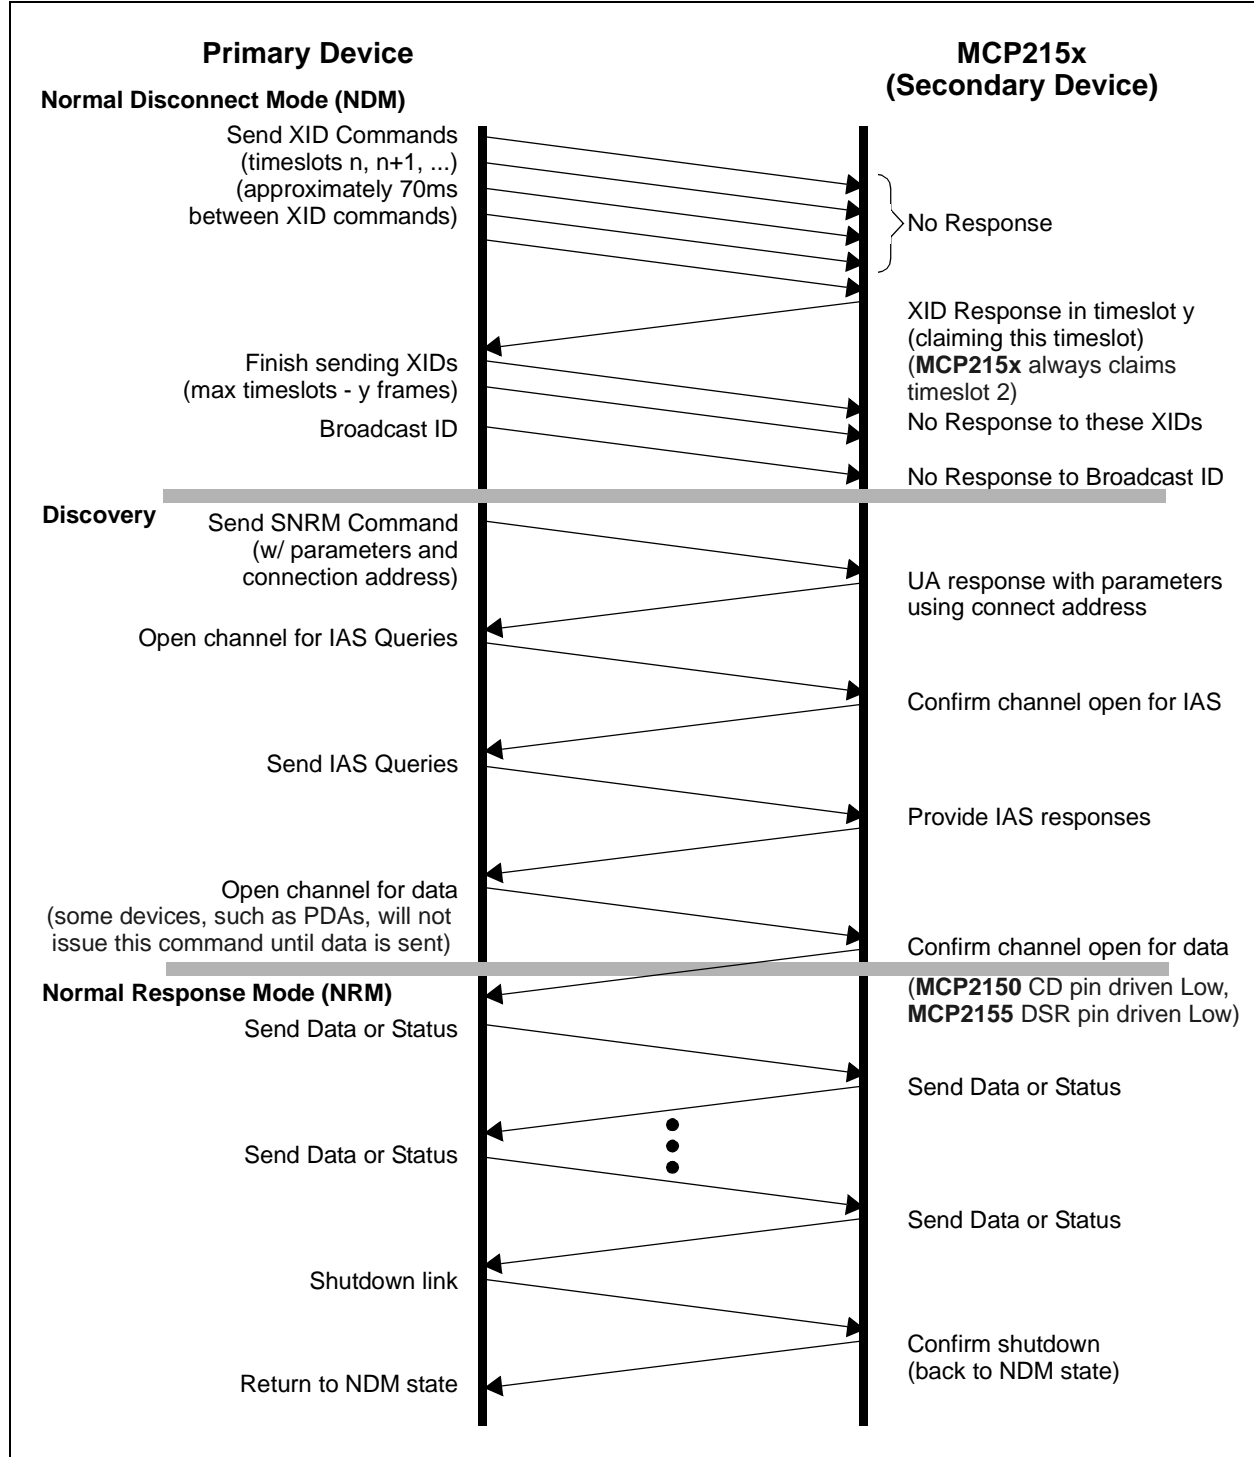 Primary Device
MCP215x
(Secondary Device)
Normal Disconnect Mode (NDM)
Send XID Commands
(timeslots n, n+1, ...)
(approximately 70ms
between XID commands)
No Response
XID Response in timeslot y
(claiming this timeslot)
(MCP215x always claims
timeslot 2)
Finish sending XIDs
(max timeslots - y frames)
No Response to these XIDs
Broadcast ID
No Response to Broadcast ID
Discovery
Send SNRM Command
(w/ parameters and
connection address)
UA response with parameters
using connect address
Open channel for IAS Queries
Confirm channel open for IAS
Send IAS Queries
Provide IAS responses
Open channel for data
(some devices, such as PDAs, will not
issue this command until data is sent)
Confirm channel open for data
(MCP2150 CD pin driven Low,
MCP2155 DSR pin driven Low)
Normal Response Mode (NRM)
Send Data or Status
Send Data or Status
Send Data or Status
Send Data or Status
Shutdown link
Confirm shutdown
(back to NDM state)
Return to NDM state